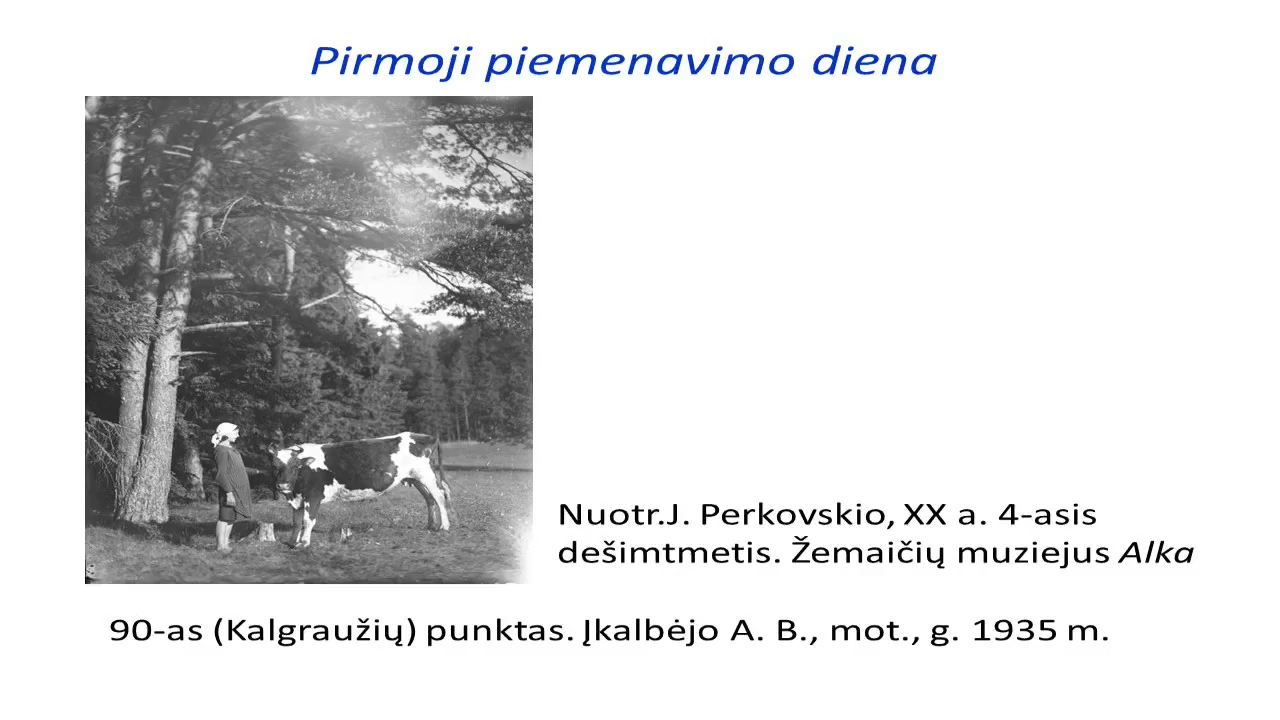 Pirmoji piemenavimo diena
Nuotr.J. Perkovskio, XX a. 4-asis
dešimtmetis. Žemaičių muziejus Alka
90-as (Kalgraužių) punktas. Įkalbėjo A. B., mot., g. 1935 m.